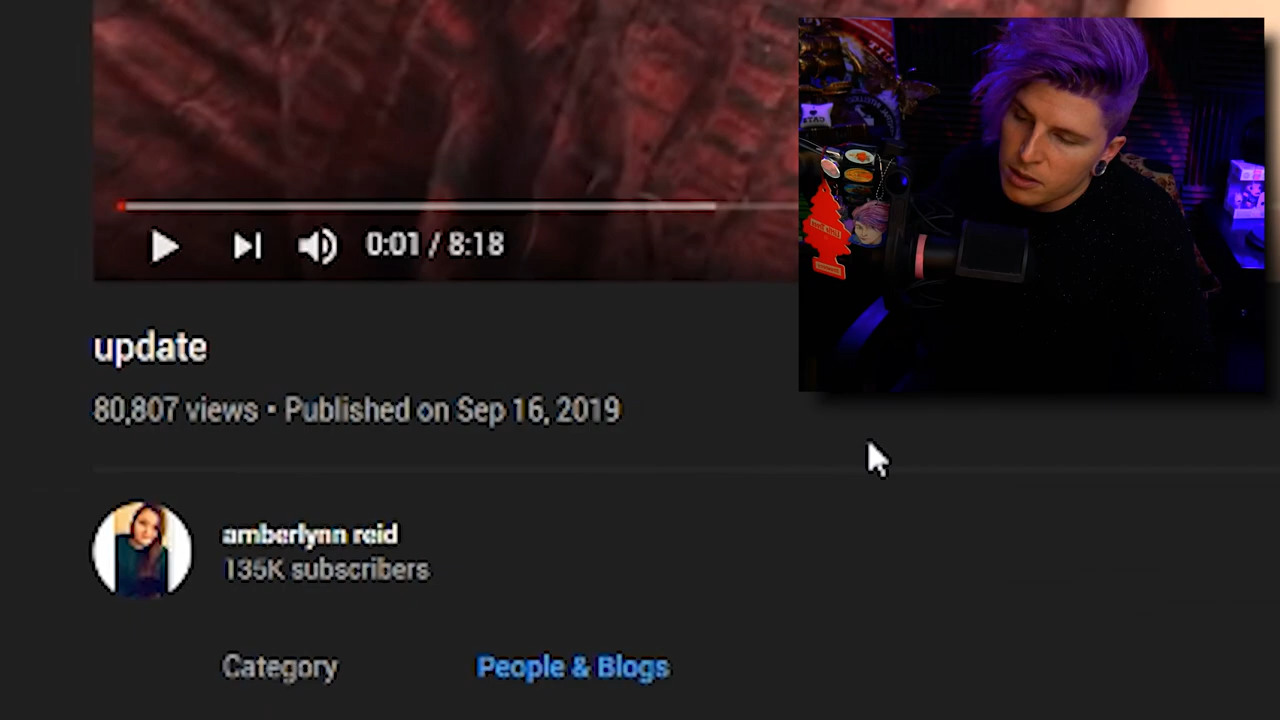 0:01 / 8:18
update
80,807 views • Published on Sep 16, 2019
amberlynn reid
135K subscribers
Category People & Blogs